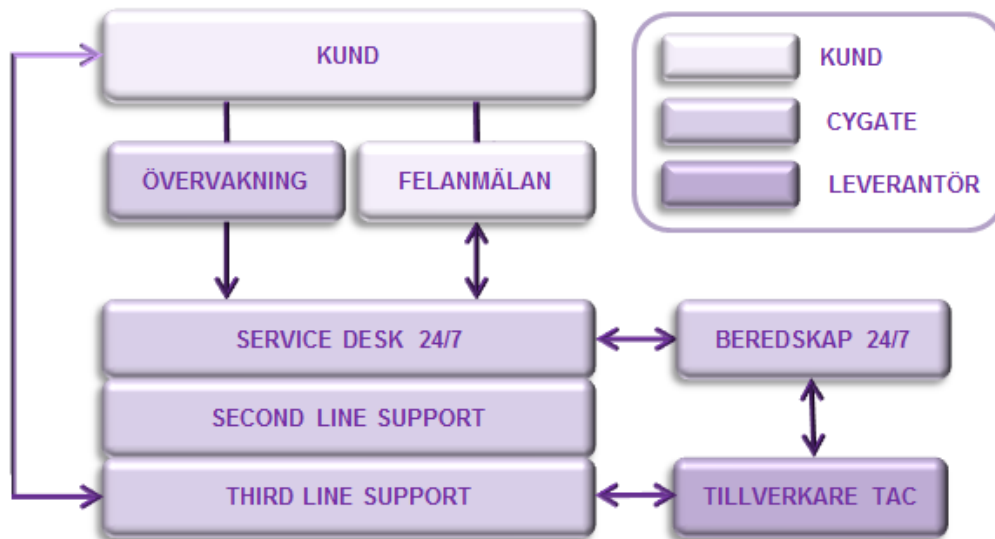 KUND
KUND
CYGATE
LEVERANTÖR
ÖVERVAKNING
FELANMÄLAN
SERVICE DESK 24/7
BEREDSKAP 24/7
SECOND LINE SUPPORT
THIRD LINE SUPPORT
TILLVERKARE TAC